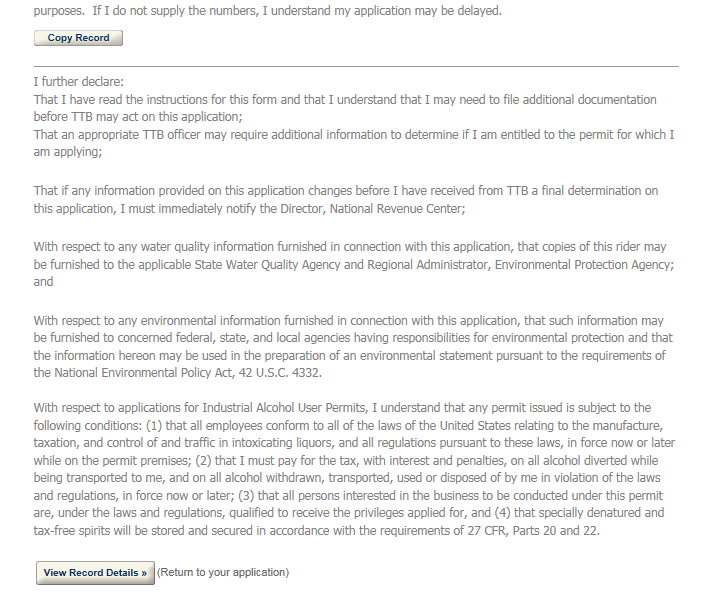 purposes.  If I do not supply the numbers, I understand my application may be delayed.
Copy Record
I further declare:
That I have read the instructions for this form and that I understand that I may need to file additional documentation
before TTB may act on this application;
That an appropriate TTB officer may require additional information to determine if I am entitled to the permit for which I
am applying;
That if any information provided on this application changes before I have received from TTB a final determination on
this application, I must immediately notify the Director, National Revenue Center;
With respect to any water quality information furnished in connection with this application, that copies of this rider may
be furnished to the applicable State Water Quality Agency and Regional Administrator, Environmental Protection Agency;
and
With respect to any environmental information furnished in connection with this application, that such information may
be furnished to concerned federal, state, and local agencies having responsibilities for environmental protection and that
the information hereon may be used in the preparation of an environmental statement pursuant to the requirements of
the National Environmental Policy Act, 42 U.S.C. 4332.
With respect to applications for Industrial Alcohol User Permits, I understand that any permit issued is subject to the
following conditions: (1) that all employees conform to all of the laws of the United States relating to the manufacture,
taxation, and control of and traffic in intoxicating liquors, and all regulations pursuant to these laws, in force now or later
while on the permit premises; (2) that I must pay for the tax, with interest and penalties, on all alcohol diverted while
being transported to me, and on all alcohol withdrawn, transported, used or disposed of by me in violation of the laws
and regulations, in force now or later; (3) that all persons interested in the business to be conducted under this permit
are, under the laws and regulations, qualified to receive the privileges applied for, and (4) that specially denatured and
tax-free spirits will be stored and secured in accordance with the requirements of 27 CFR, Parts 20 and 22.
View Record Details » (Return to your application)